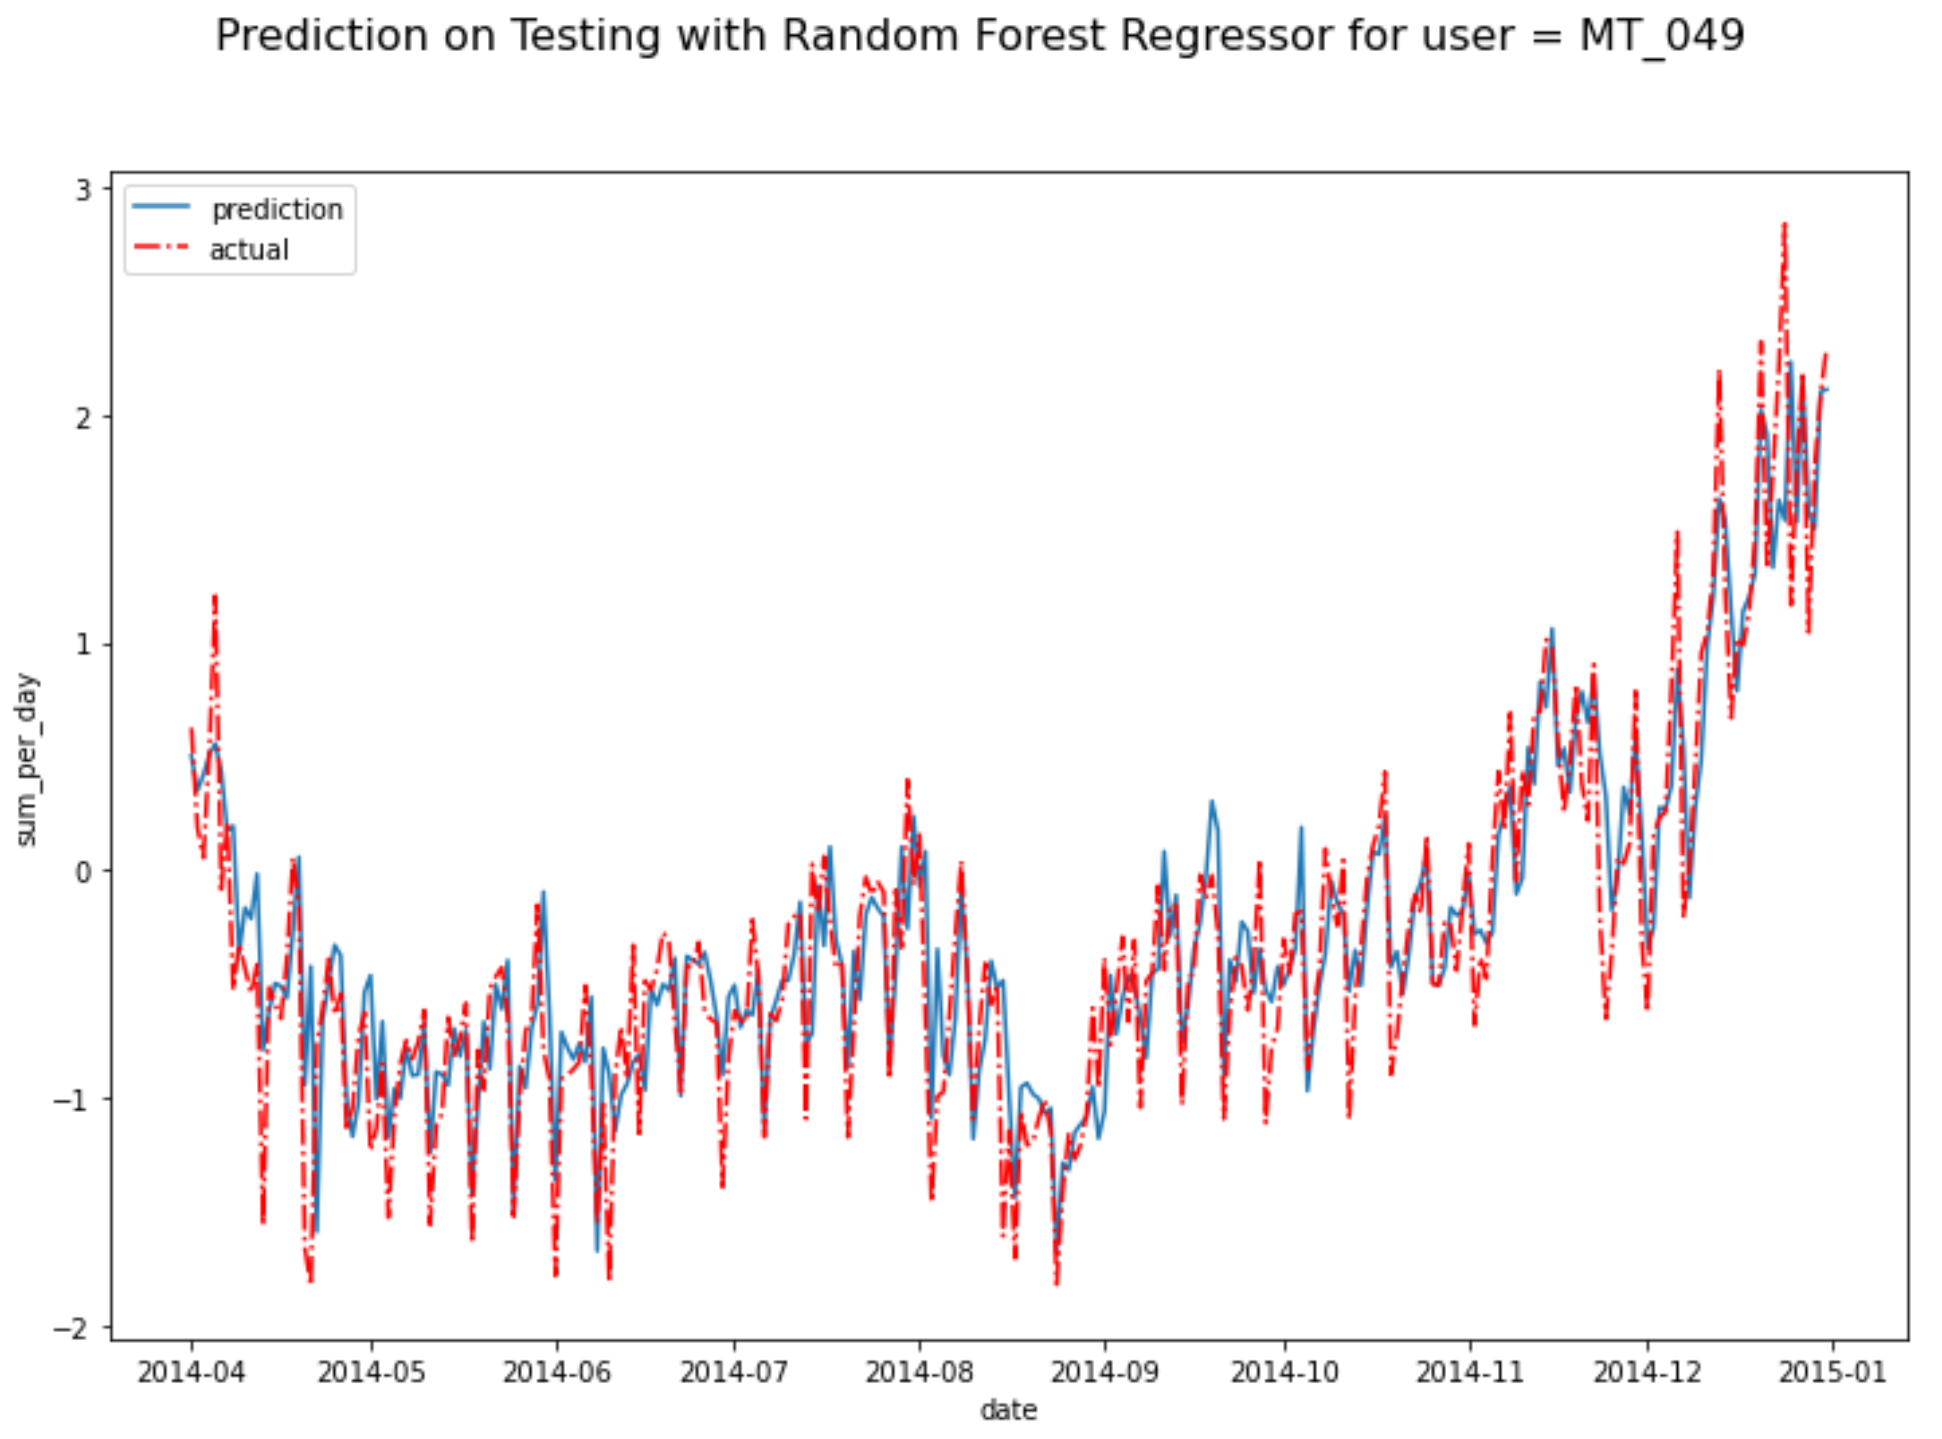 Prediction on Testing with Random Forest Regressor for user = MT_049
3
prediction
actual
2
1
sum_per_day
0
−1
−2
2014-04 2014-05 2014-06 2014-07 2014-08 2014-09 2014-10 2014-11 2014-12 2015-01
date